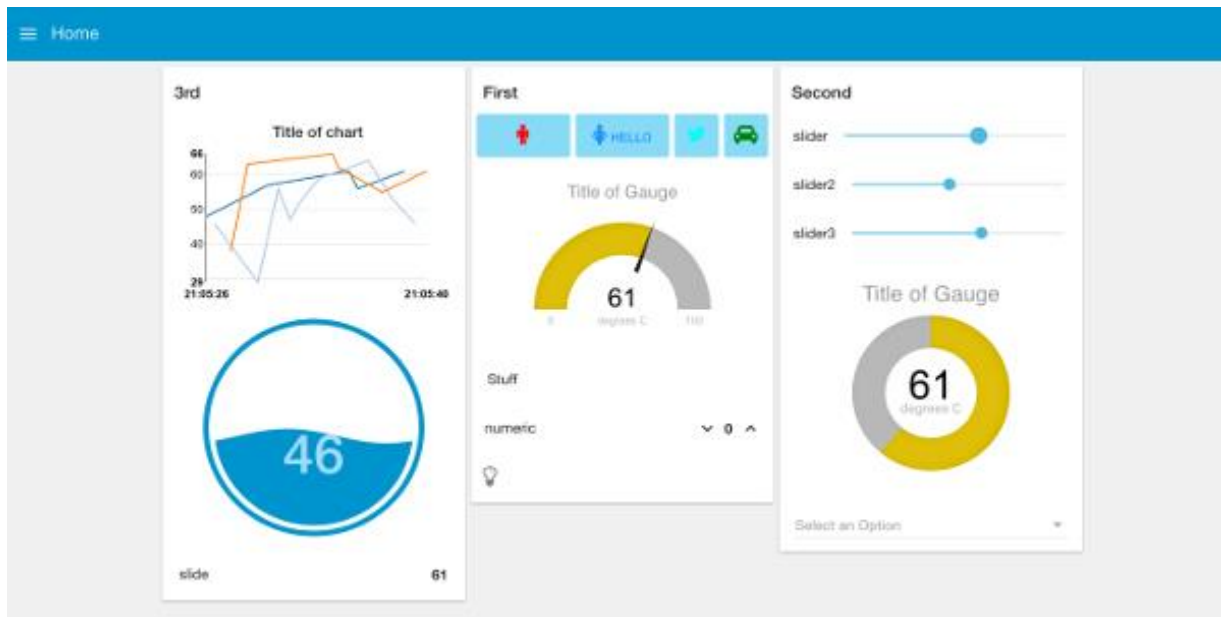 Home
3rd
Title of chart
66
60
50
40
29
21:05:26 21:05:46
46
slide 61
First
HELLO
Title of Gauge
61
0 degrees C 100
Stuff
numeric 0
Second
slider
slider2
slider3
Title of Gauge
61
degrees C
Select an Option